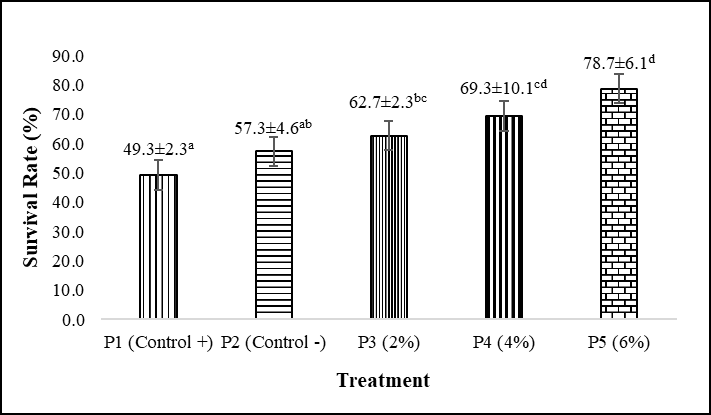 90.0
80.0
70.0
60.0
50.0
40.0
30.0
20.0
10.0
0.0
Survival Rate (%)
49.3±2.3ᵃ
57.3±4.6ᵃᵇ
62.7±2.3ᵇᶜ
69.3±10.1ᶜᵈ
78.7±6.1ᵈ
P1 (Control +) P2 (Control -) P3 (2%) P4 (4%) P5 (6%)
Treatment